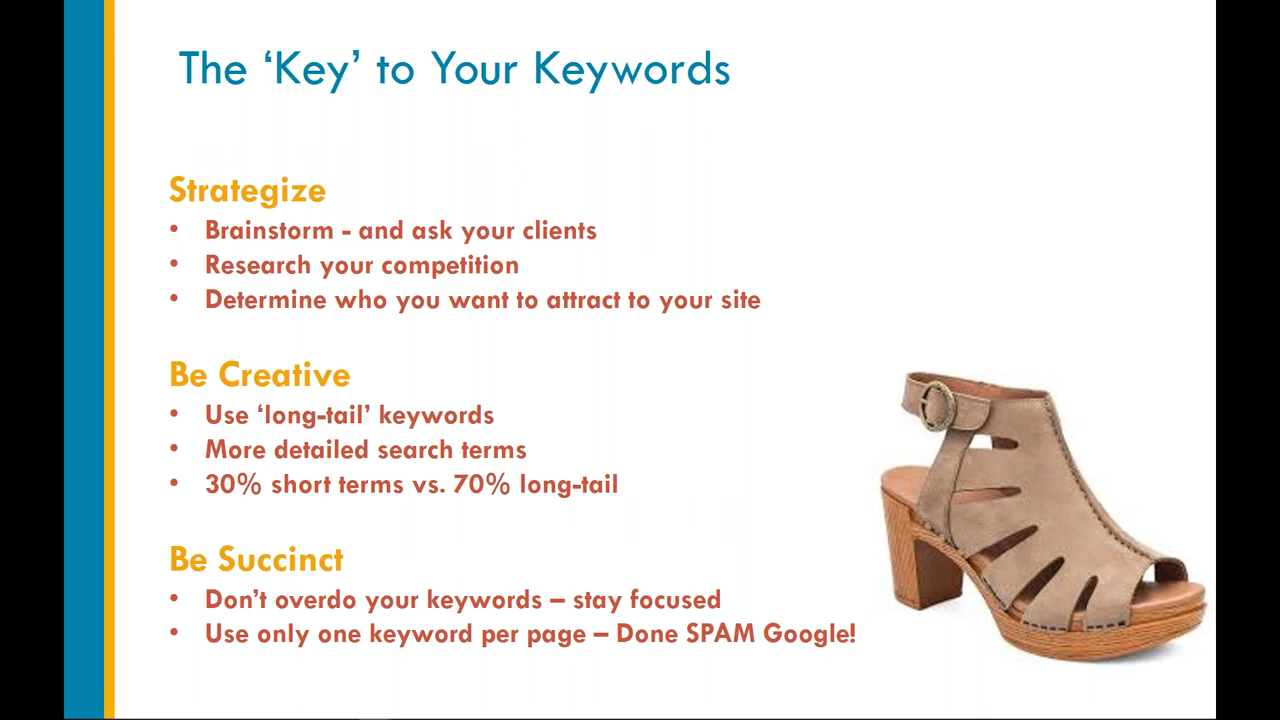 The ‘Key’ to Your Keywords
Strategize
• Brainstorm - and ask your clients
• Research your competition
• Determine who you want to attract to your site
Be Creative
• Use ‘long-tail’ keywords
• More detailed search terms
• 30% short terms vs. 70% long-tail
Be Succinct
• Don’t overdo your keywords – stay focused
• Use only one keyword per page – Done SPAM Google!